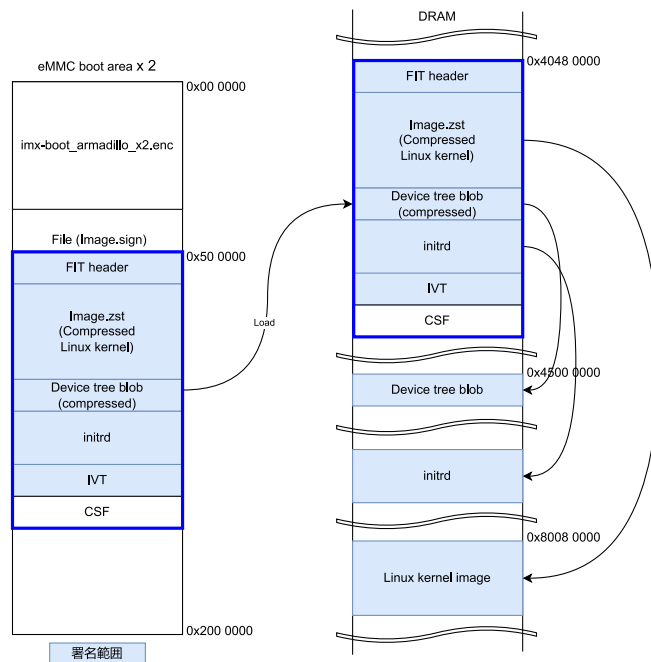 eMMC boot area x 2
0x00 0000
imx-boot_armadillo_x2.enc
File (Image.sign)
0x50 0000
FIT header
Image.zst
(Compressed
Linux kernel)
Device tree blob
(compressed)
initrd
IVT
CSF
0x200 0000
署名範囲
Load
DRAM
0x4048 0000
FIT header
Image.zst
(Compressed
Linux kernel)
Device tree blob
(compressed)
initrd
IVT
CSF
0x4500 0000
Device tree blob
initrd
0x8008 0000
Linux kernel image